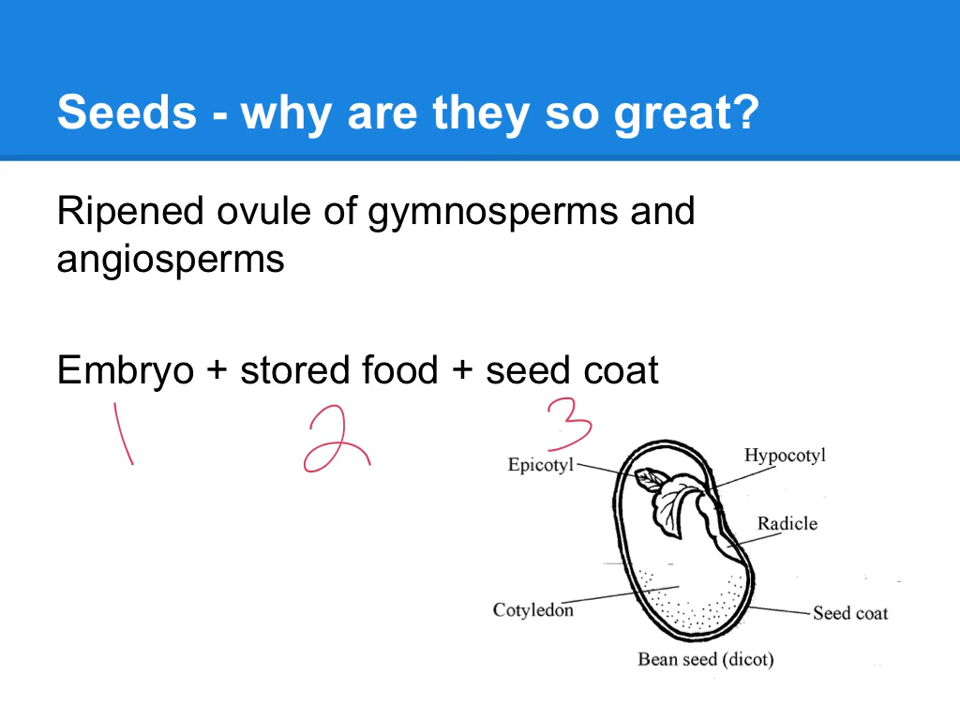 Seeds - why are they so great?
Ripened ovule of gymnosperms and
angiosperms
Embryo + stored food + seed coat
1 2 3
Epicotyl
Hypocotyl
Radicle
Cotyledon
Seed coat
Bean seed (dicot)